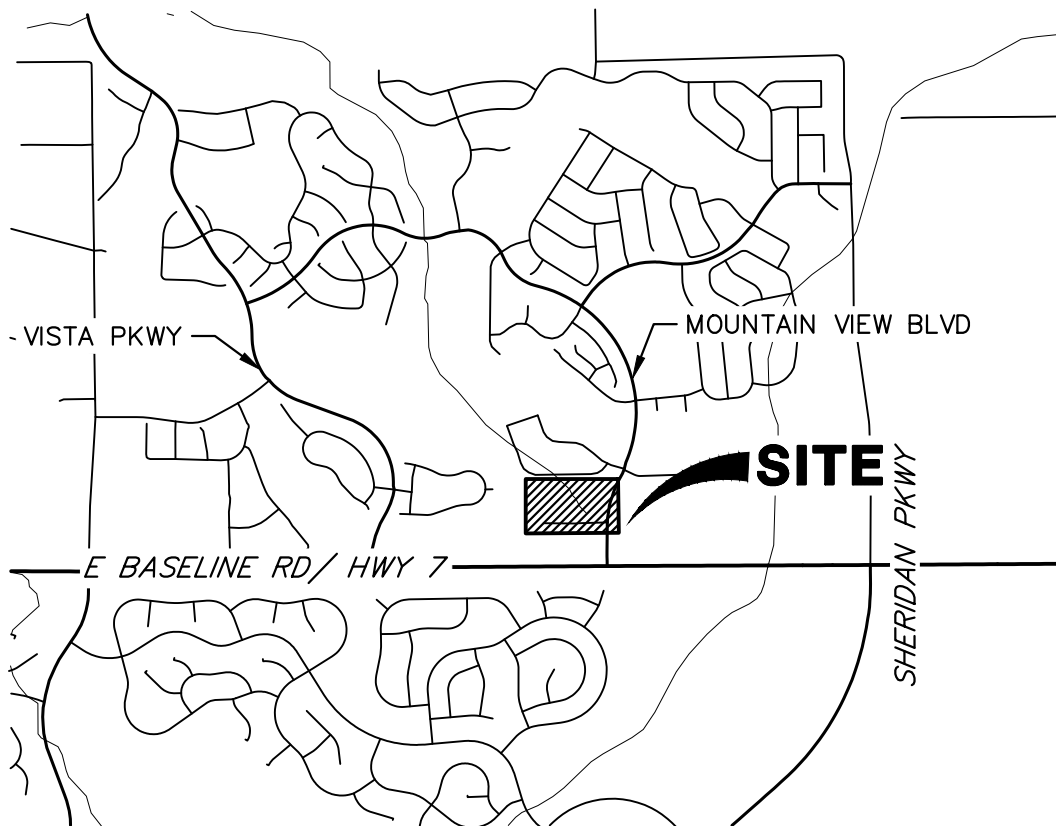 VISTA PKWY
MOUNTAIN VIEW BLVD
SITE
SHERIDAN PKWY
E BASELINE RD/ HWY 7